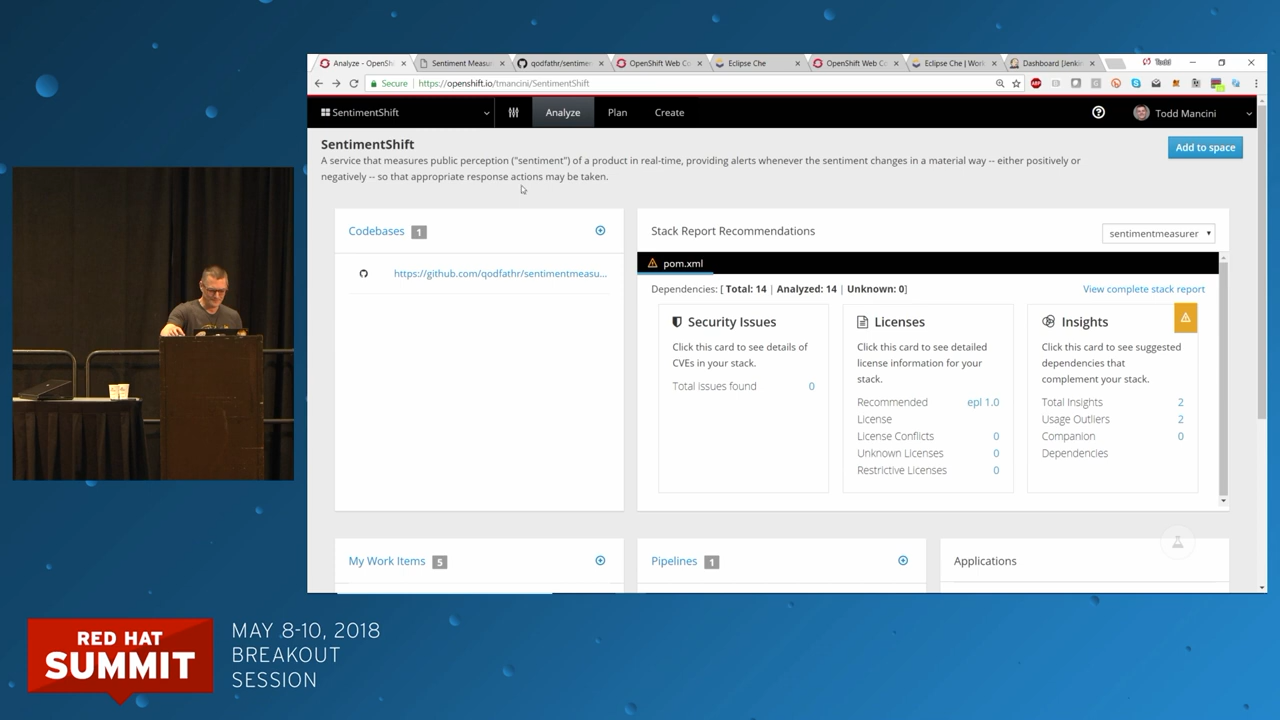 Analyze - OpenSh
Sentiment Measu
qodfathr/sentime
OpenShift Web Co
Eclipse Che
OpenShift Web Co
Eclipse Che | Work
Dashboard [Jenkin
Todd
Secure
https://openshift.io/tmancini/SentimentShift
SentimentShift
Analyze
Plan
Create
Todd Mancini
SentimentShift
Add to space
A service that measures public perception ("sentiment") of a product in real-time, providing alerts whenever the sentiment changes in a material way -- either positively or
negatively -- so that appropriate response actions may be taken.
Codebases 1
https://github.com/qodfathr/sentimentmeasu...
Stack Report Recommendations
sentimentmeasurer
pom.xml
Dependencies: [ Total: 14 | Analyzed: 14 | Unknown: 0]
View complete stack report
Security Issues
Click this card to see details of
CVEs in your stack.
Total issues found 0
Licenses
Click this card to see detailed
license information for your
stack.
Recommended epl 1.0
License
License Conflicts 0
Unknown Licenses 0
Restrictive Licenses 0
Insights
Click this card to see suggested
dependencies that
complement your stack.
Total Insights 2
Usage Outliers 2
Companion 0
Dependencies
My Work Items 5
Pipelines 1
Applications
RED HAT
SUMMIT
MAY 8-10, 2018
BREAKOUT
SESSION